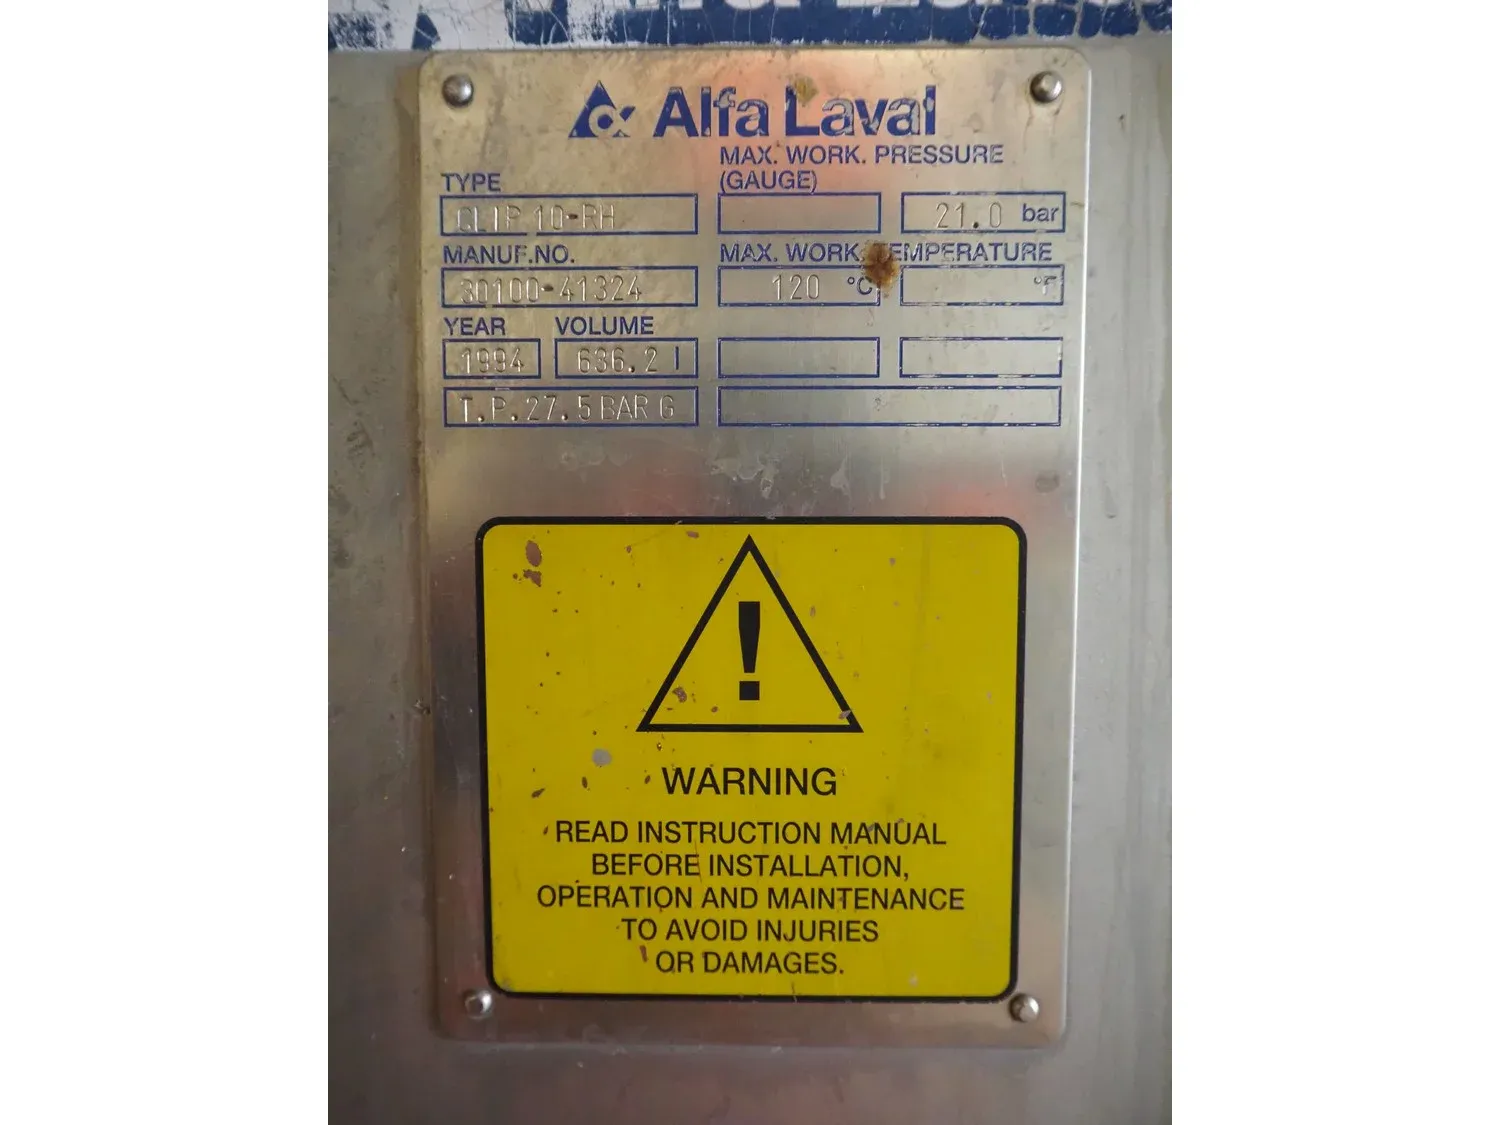 Alfa Laval
MAX. WORK. PRESSURE
TYPE (GAUGE)
CLIP 10-RH 21.0 bar
MANUF.NO. MAX. WORK. TEMPERATURE
30100-41324 120 °C °F
YEAR VOLUME
1994 636.2 l
T.P.27.5 BAR G
!
WARNING
READ INSTRUCTION MANUAL
BEFORE INSTALLATION,
OPERATION AND MAINTENANCE
TO AVOID INJURIES
OR DAMAGES.